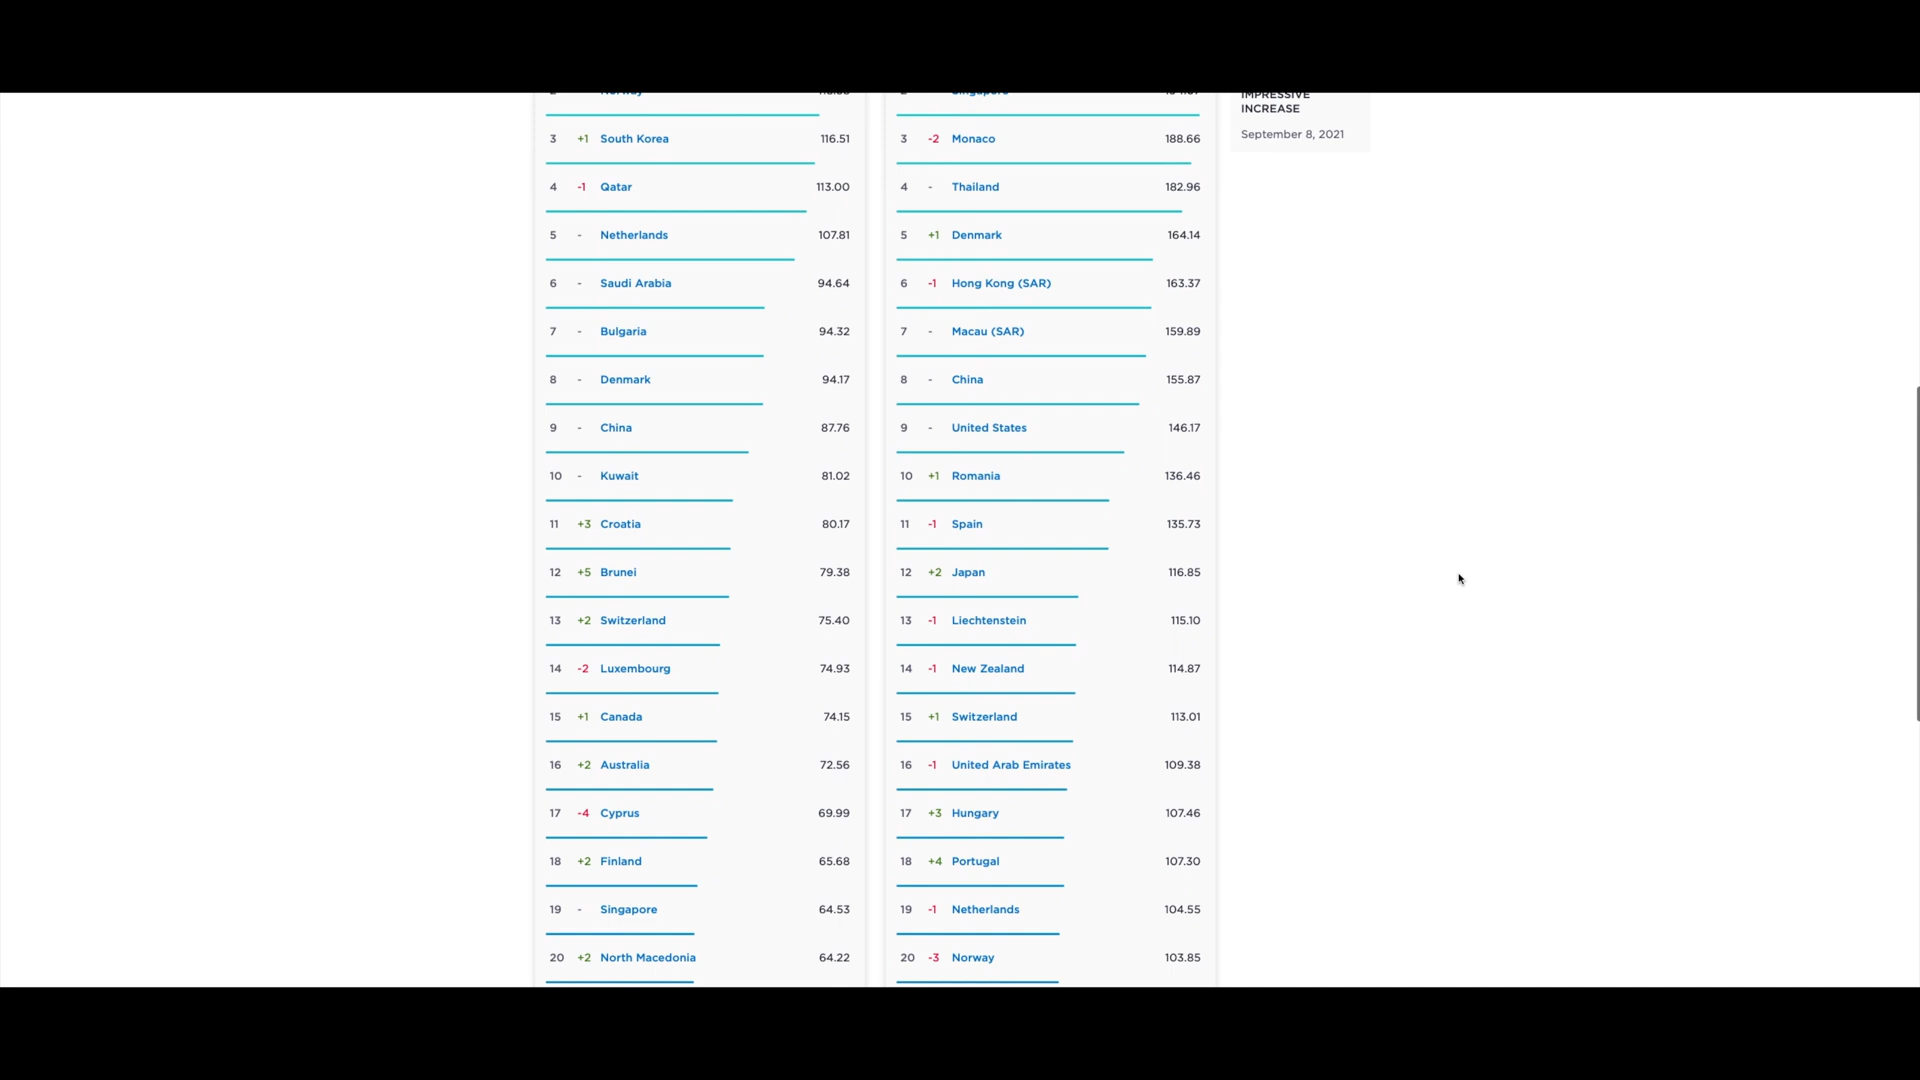 3 +1 South Korea 116.51
4 -1 Qatar 113.00
5 - Netherlands 107.81
6 - Saudi Arabia 94.64
7 - Bulgaria 94.32
8 - Denmark 94.17
9 - China 87.76
10 - Kuwait 81.02
11 +3 Croatia 80.17
12 +5 Brunei 79.38
13 +2 Switzerland 75.40
14 -2 Luxembourg 74.93
15 +1 Canada 74.15
16 +2 Australia 72.56
17 -4 Cyprus 69.99
18 +2 Finland 65.68
19 - Singapore 64.53
20 +2 North Macedonia 64.22
Singapore
3 -2 Monaco 188.66
4 - Thailand 182.96
5 +1 Denmark 164.14
6 -1 Hong Kong (SAR) 163.37
7 - Macau (SAR) 159.89
8 - China 155.87
9 - United States 146.17
10 +1 Romania 136.46
11 -1 Spain 135.73
12 +2 Japan 116.85
13 -1 Liechtenstein 115.10
14 -1 New Zealand 114.87
15 +1 Switzerland 113.01
16 -1 United Arab Emirates 109.38
17 +3 Hungary 107.46
18 +4 Portugal 107.30
19 -1 Netherlands 104.55
20 -3 Norway 103.85
IMPRESSIVE
INCREASE
September 8, 2021